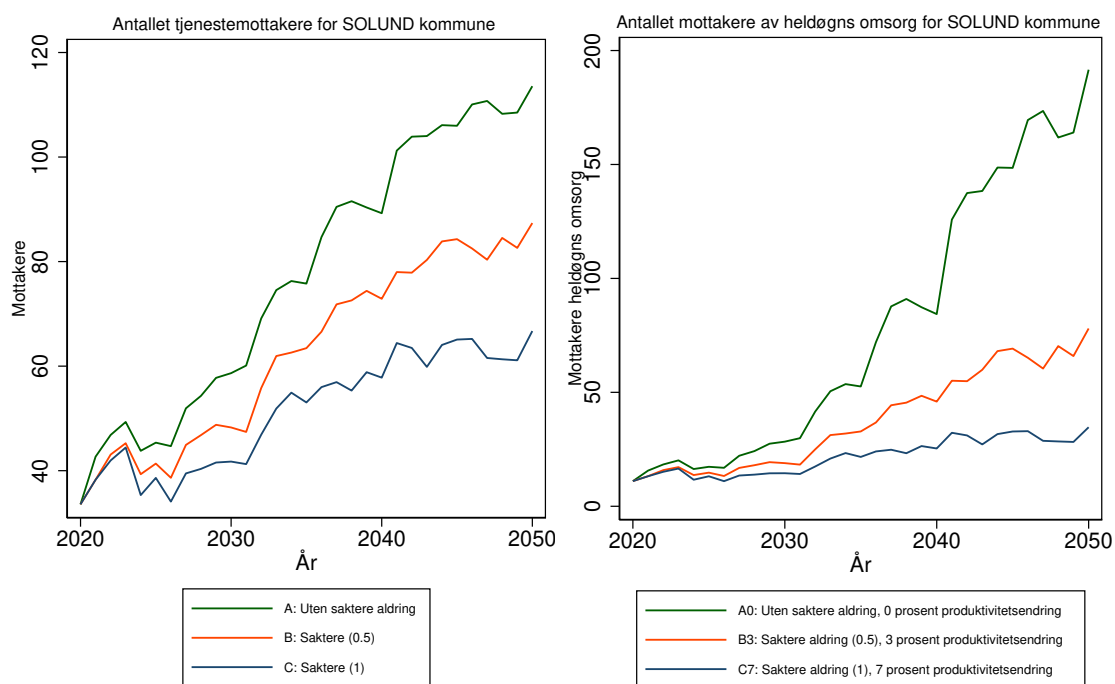 Antallet tjenestemottakere for SOLUND kommune
120
100
80
60
40
Mottakere
2020
2030
2040
2050
År
A: Uten saktere aldring
B: Saktere (0.5)
C: Saktere (1)
Antallet mottakere av heldøgns omsorg for SOLUND kommune
200
150
100
50
0
Mottakere heldøgns omsorg
2020
2030
2040
2050
År
A0: Uten saktere aldring, 0 prosent produktivitetsendring
B3: Saktere aldring (0.5), 3 prosent produktivitetsendring
C7: Saktere aldring (1), 7 prosent produktivitetsendring